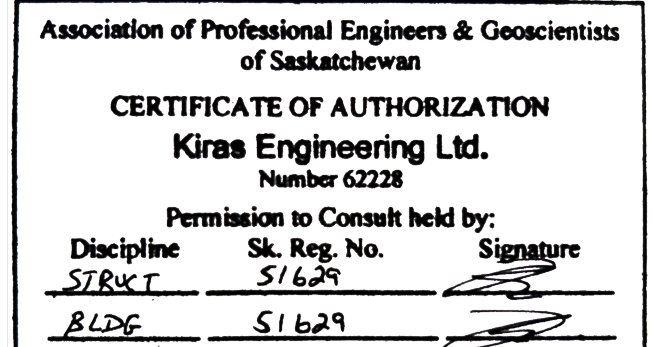 Association of Professional Engineers & Geoscientists
of Saskatchewan
CERTIFICATE OF AUTHORIZATION
Kiras Engineering Ltd.
Number 62228
Permission to Consult held by:
Discipline Sk. Reg. No. Signature
STRUCT 51629
BLDG 51629